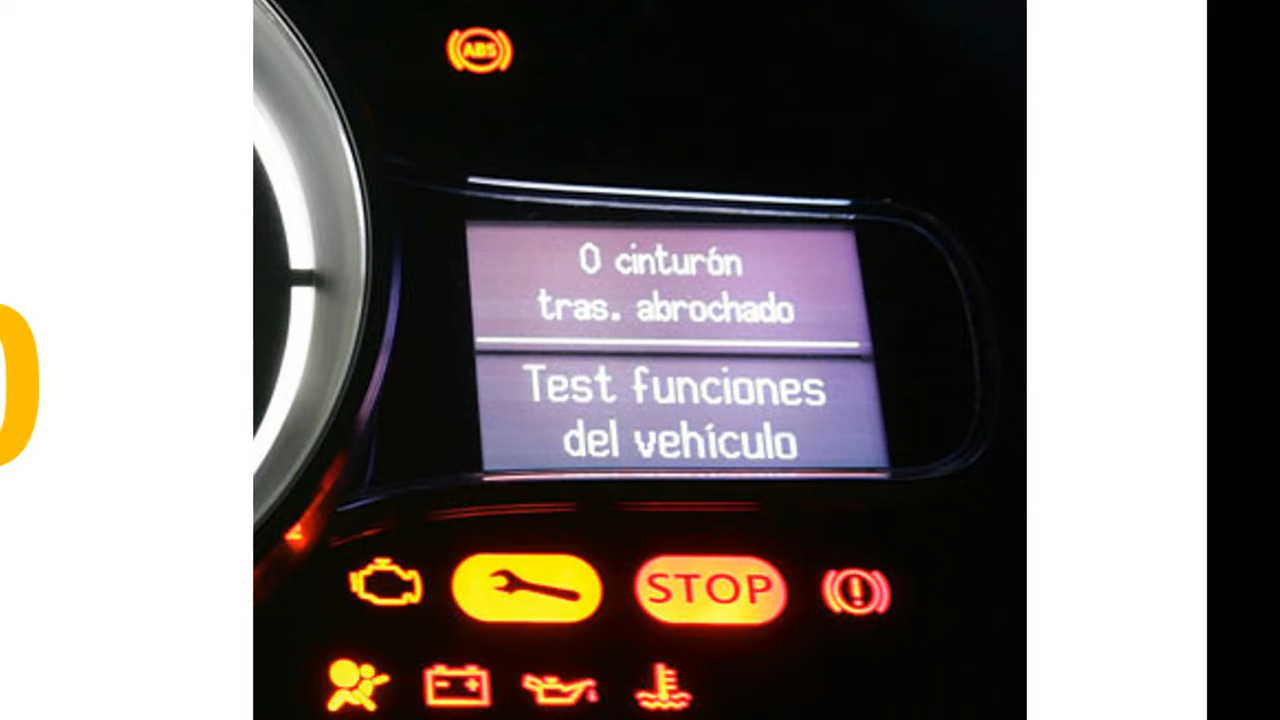 ABS
0 cinturón
tras. abrochado
Test funciones
del vehículo
STOP